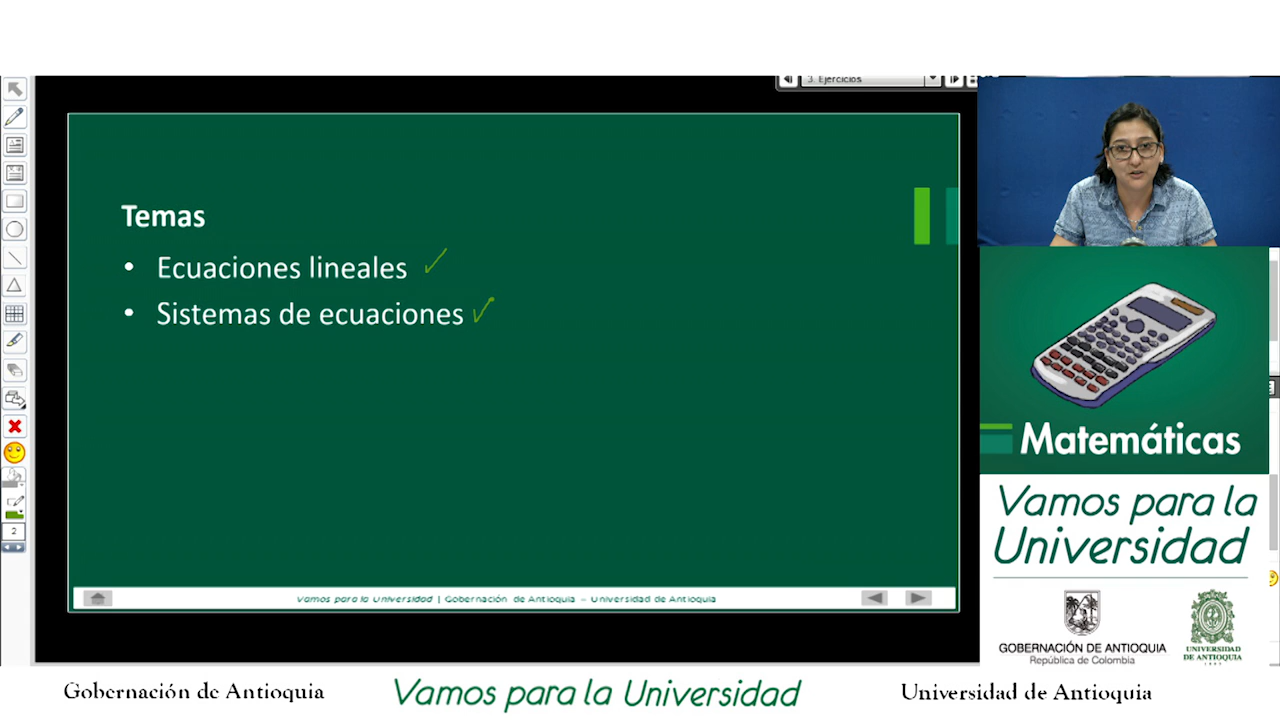 3. Ejercicios
Temas
• Ecuaciones lineales
• Sistemas de ecuaciones
2
Vamos para la Universidad | Gobernación de Antioquia – Universidad de Antioquia
Matemáticas
Vamos para la
Universidad
GOBERNACIÓN DE ANTIOQUIA
República de Colombia
UNIVERSIDAD
DE ANTIOQUIA
Gobernación de Antioquia
Vamos para la Universidad
Universidad de Antioquia